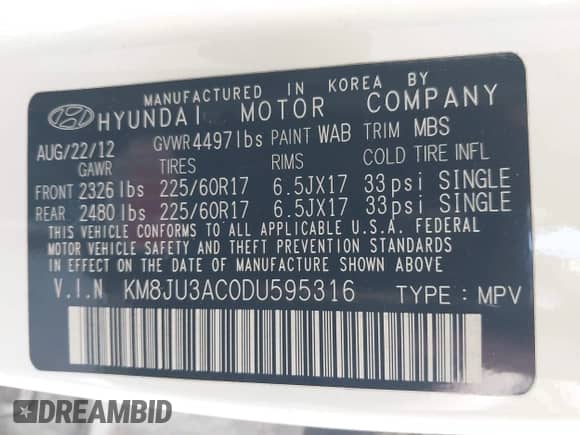 MANUFACTURED IN KOREA BY
HYUNDAI MOTOR COMPANY
AUG/22/12 GVWR 4497lbs PAINT WAB TRIM MBS
GAWR TIRES RIMS COLD TIRE INFL
FRONT 2326lbs 225/60R17 6.5JX17 33psi SINGLE
REAR 2480lbs 225/60R17 6.5JX17 33psi SINGLE
THIS VEHICLE CONFORMS TO ALL APPLICABLE U.S.A. FEDERAL
MOTOR VEHICLE SAFETY AND THEFT PREVENTION STANDARDS
IN EFFECT ON THE DATE OF MANUFACTURE SHOWN ABOVE.
V.I.N KM8JU3AC0DU595316 TYPE: MPV
DREAMBID